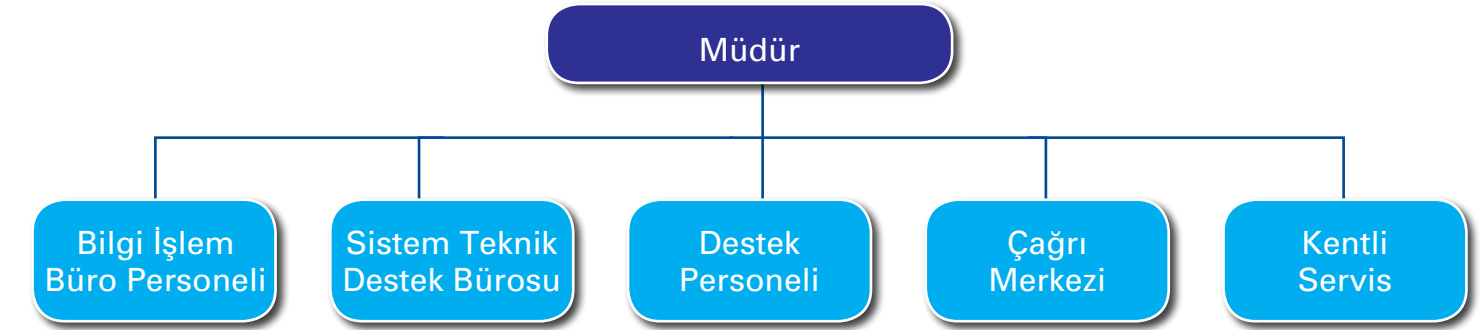 Müdür
Bilgi İşlem
Büro Personeli
Sistem Teknik
Destek Bürosu
Destek
Personeli
Çağrı
Merkezi
Kentli
Servis